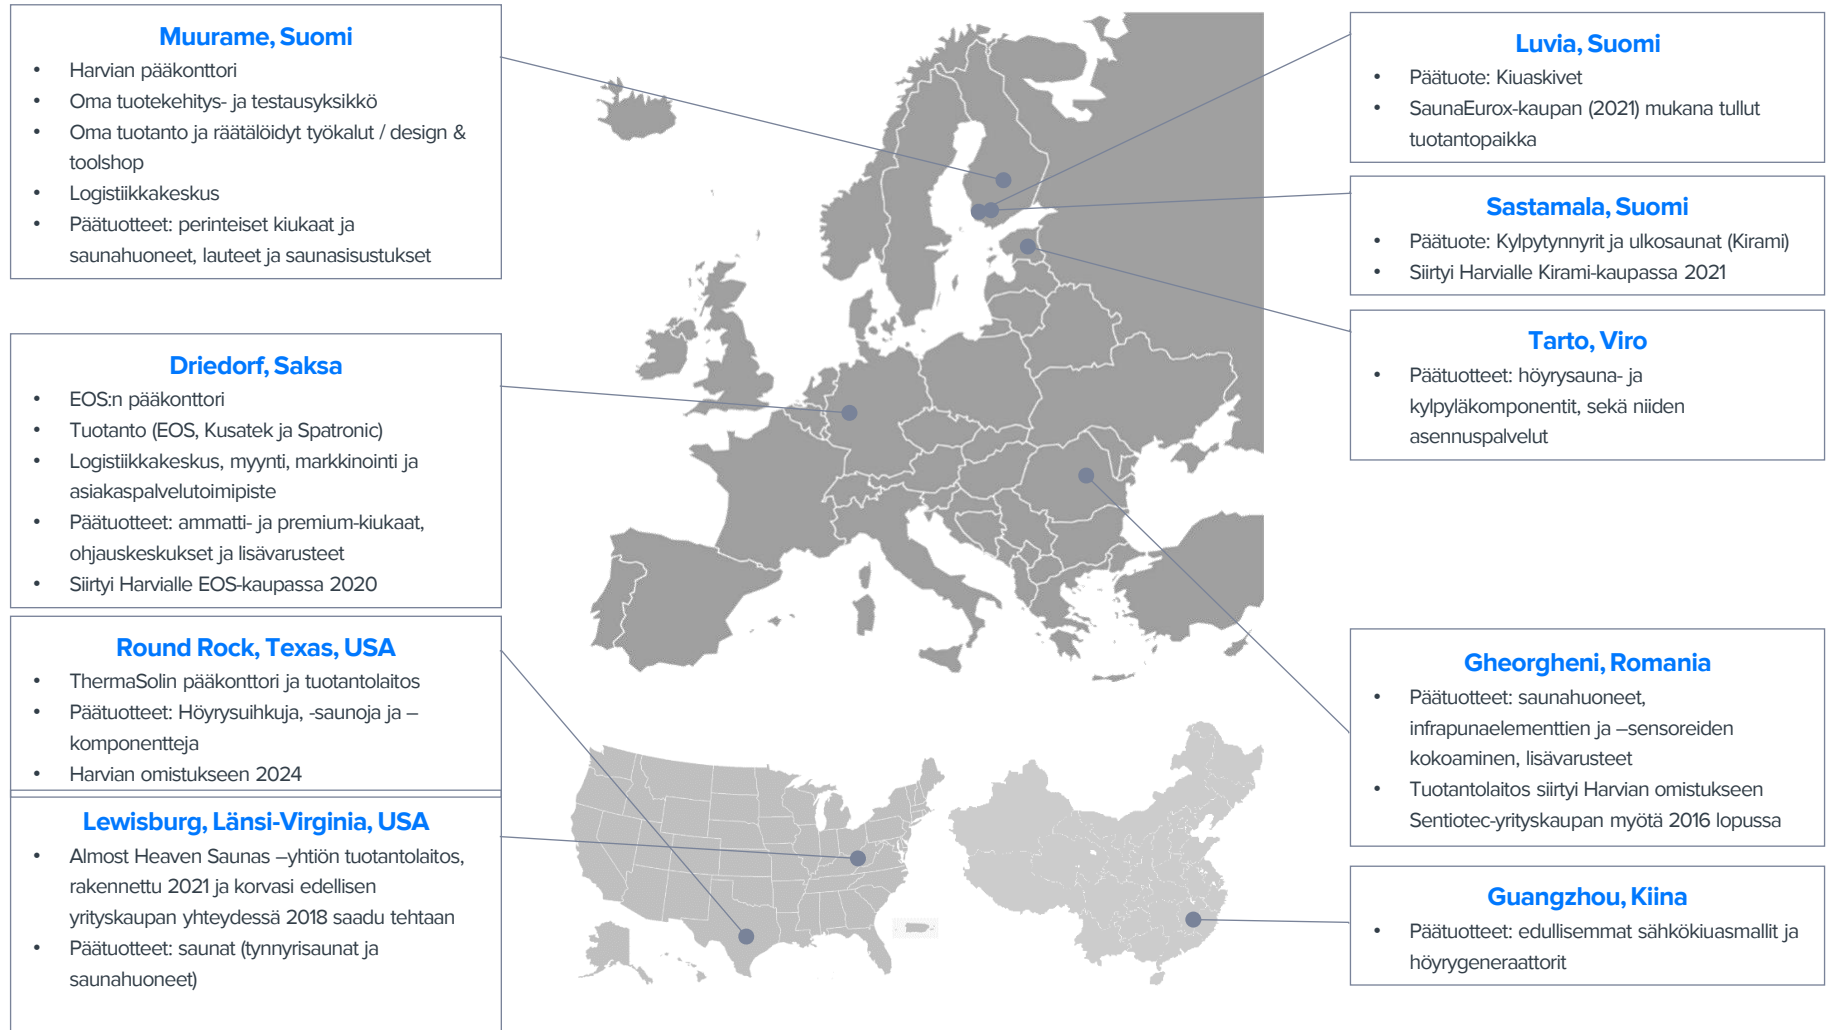 Muurame, Suomi
• Harvian pääkonttori
• Oma tuotekehitys- ja testausyksikkö
• Oma tuotanto ja räätälöidyt työkalut / design &
toolshop
• Logistiikkakeskus
• Päätuotteet: perinteiset kiukaat ja
saunahuoneet, lauteet ja saunasisustukset
Driedorf, Saksa
• EOS:n pääkonttori
• Tuotanto (EOS, Kusatek ja Spatronic)
• Logistiikkakeskus, myynti, markkinointi ja
asiakaspalvelutoimipiste
• Päätuotteet: ammatti- ja premium-kiukaat,
ohjauskeskukset ja lisävarusteet
• Siirtyi Harvialle EOS-kaupassa 2020
Round Rock, Texas, USA
• ThermaSolin pääkonttori ja tuotantolaitos
• Päätuotteet: Höyrysuihkuja, -saunoja ja –
komponentteja
• Harvian omistukseen 2024
Lewisburg, Länsi-Virginia, USA
• Almost Heaven Saunas –yhtiön tuotantolaitos,
rakennettu 2021 ja korvasi edellisen
yrityskaupan yhteydessä 2018 saadu tehtaan
• Päätuotteet: saunat (tynnyrisaunat ja
saunahuoneet)
Luvia, Suomi
• Päätuote: Kiuaskivet
• SaunaEurox-kaupan (2021) mukana tullut
tuotantopaikka
Sastamala, Suomi
• Päätuote: Kylpytynnyrit ja ulkosaunat (Kirami)
• Siirtyi Harvialle Kirami-kaupassa 2021
Tarto, Viro
• Päätuotteet: höyrysauna- ja
kylpyläkomponentit, sekä niiden
asennuspalvelut
Gheorgheni, Romania
• Päätuotteet: saunahuoneet,
infrapunaelementtien ja –sensoreiden
kokoaminen, lisävarusteet
• Tuotantolaitos siirtyi Harvian omistukseen
Sentiotec-yrityskaupan myötä 2016 lopussa
Guangzhou, Kiina
• Päätuotteet: edullisemmat sähkökiuasmallit ja
höyrygeneraattorit